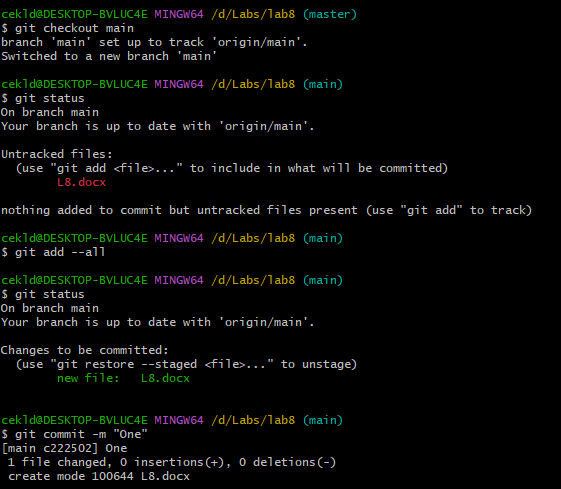 cekld@DESKTOP-BVLUC4E MINGW64 /d/Labs/lab8 (master)
$ git checkout main
branch 'main' set up to track 'origin/main'.
Switched to a new branch 'main'

cekld@DESKTOP-BVLUC4E MINGW64 /d/Labs/lab8 (main)
$ git status
On branch main
Your branch is up to date with 'origin/main'.

Untracked files:
  (use "git add <file>..." to include in what will be committed)
        L8.docx

nothing added to commit but untracked files present (use "git add" to track)

cekld@DESKTOP-BVLUC4E MINGW64 /d/Labs/lab8 (main)
$ git add --all

cekld@DESKTOP-BVLUC4E MINGW64 /d/Labs/lab8 (main)
$ git status
On branch main
Your branch is up to date with 'origin/main'.

Changes to be committed:
  (use "git restore --staged <file>..." to unstage)
        new file:   L8.docx


cekld@DESKTOP-BVLUC4E MINGW64 /d/Labs/lab8 (main)
$ git commit -m "One"
[main c222502] One
 1 file changed, 0 insertions(+), 0 deletions(-)
 create mode 100644 L8.docx